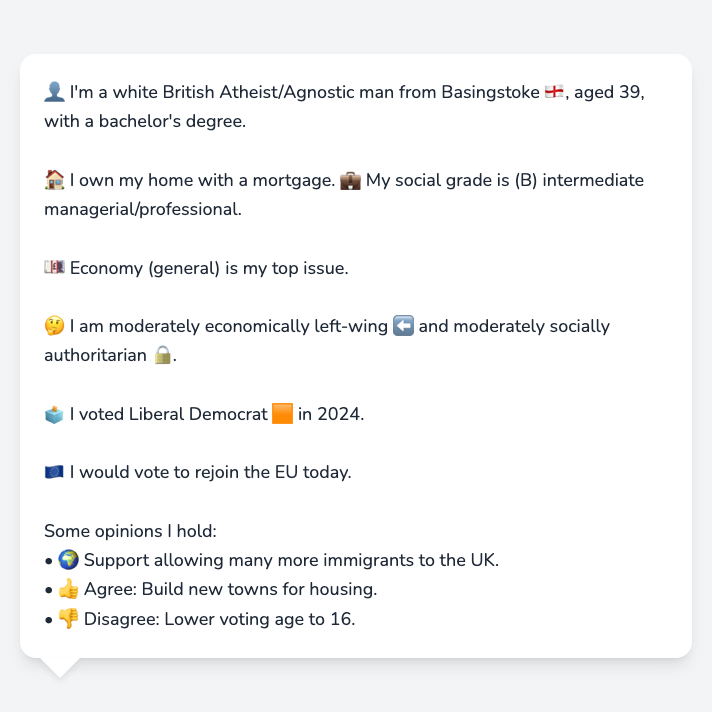 👤 I'm a white British Atheist/Agnostic man from Basingstoke 🏴󠁧󠁢󠁥󠁮󠁧󠁿, aged 39,
with a bachelor's degree.
🏠 I own my home with a mortgage. 💼 My social grade is (B) intermediate
managerial/professional.
💷 Economy (general) is my top issue.
🤔 I am moderately economically left-wing ⬅️ and moderately socially
authoritarian 🔒.
🗳️ I voted Liberal Democrat 🟧 in 2024.
🇪🇺 I would vote to rejoin the EU today.
Some opinions I hold:
• 🌍 Support allowing many more immigrants to the UK.
• 👍 Agree: Build new towns for housing.
• 👎 Disagree: Lower voting age to 16.